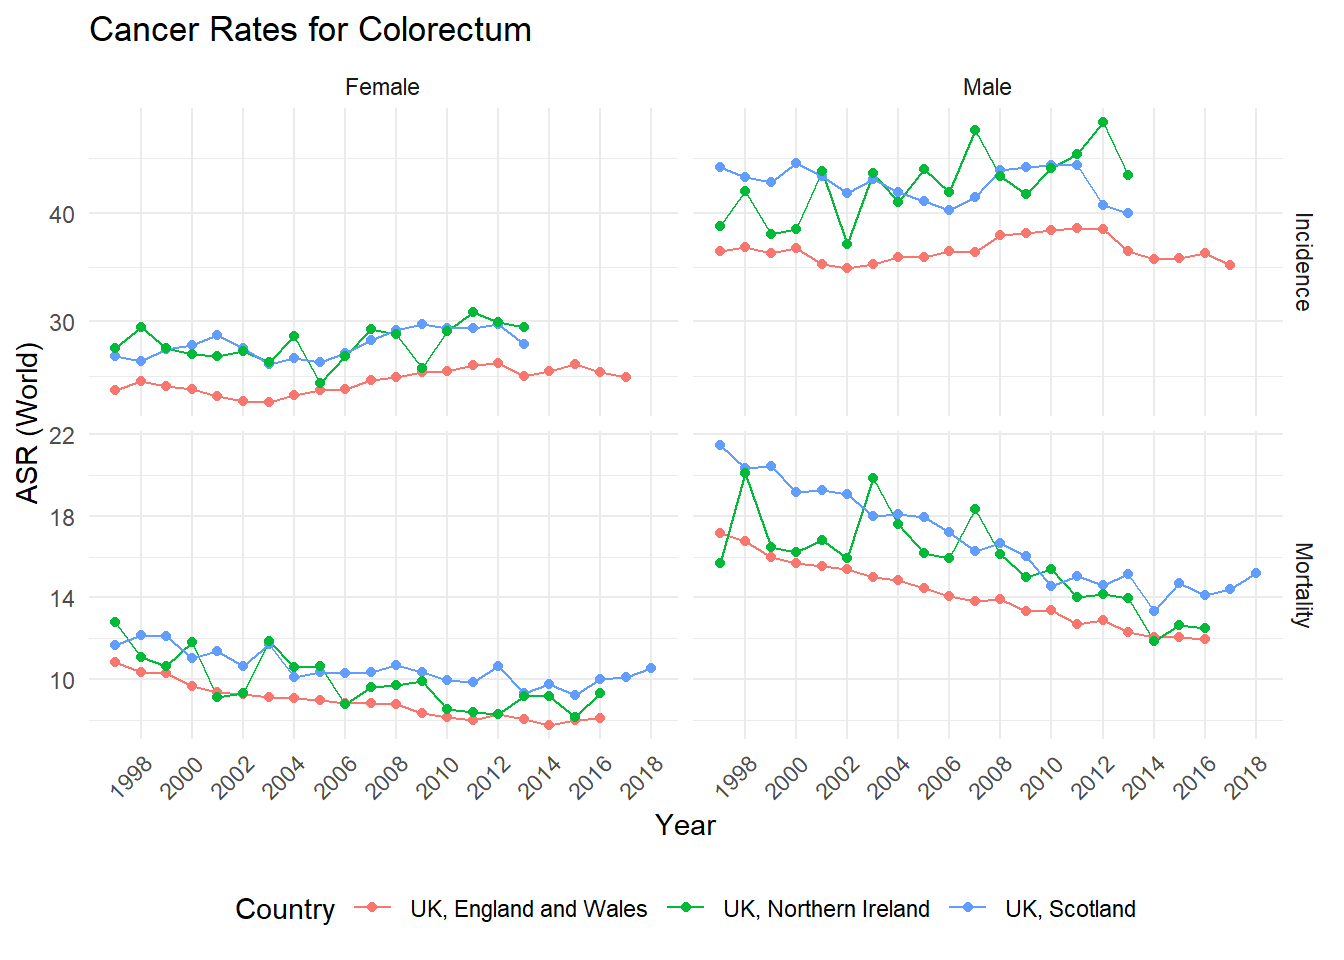 Cancer Rates for Colorectum
Female
Male
40
30
Incidence
ASR (World)
22
18
14
10
Mortality
1998 2000 2002 2004 2006 2008 2010 2012 2014 2016 2018
1998 2000 2002 2004 2006 2008 2010 2012 2014 2016 2018
Year
Country UK, England and Wales UK, Northern Ireland UK, Scotland